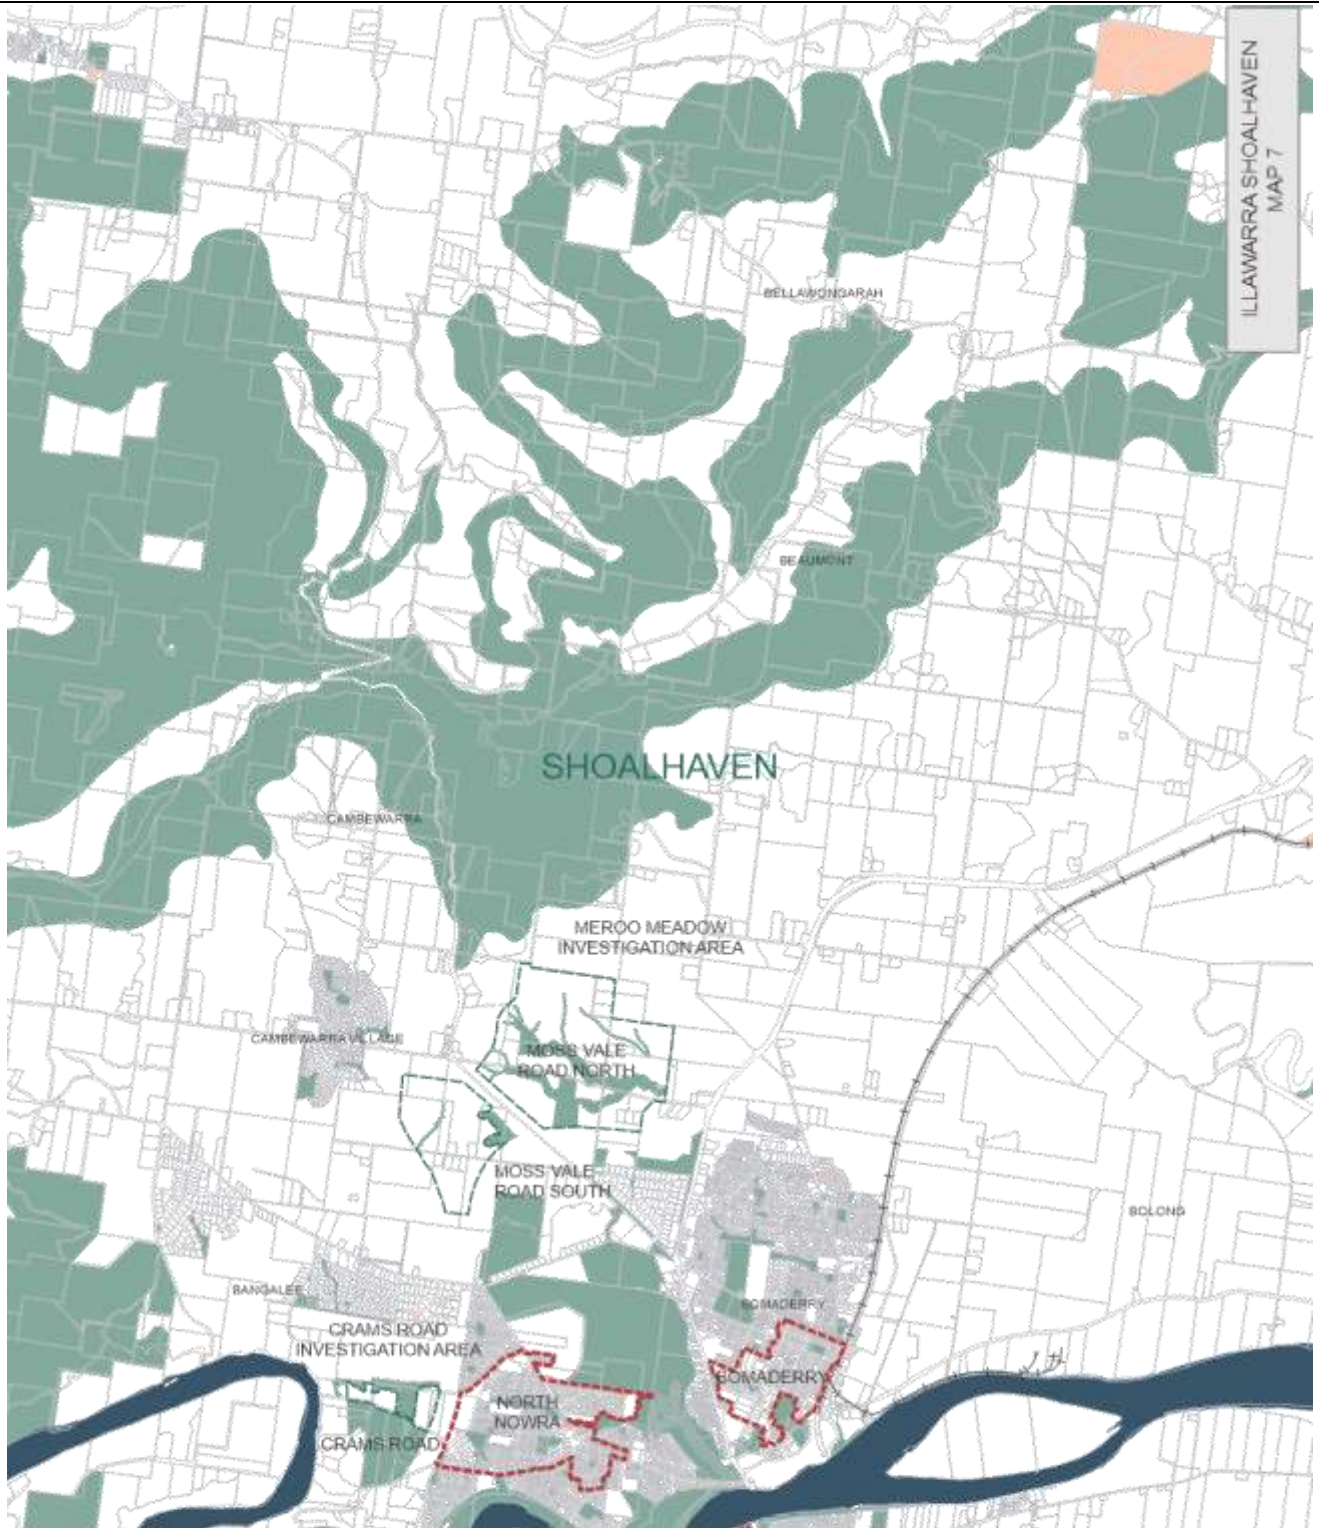 ILLAWARRA SHOALHAVEN
MAP 7
BELLAWONGARAH
BEAUMONT
SHOALHAVEN
CAMBEWARRA
MEROO MEADOW
INVESTIGATION AREA
CAMBEWARRA VILLAGE
MOSS VALE
ROAD NORTH
MOSS VALE
ROAD SOUTH
BOLONG
BANGALEE
BOMADERRY
CRAMS ROAD
INVESTIGATION AREA
BOMADERRY
NORTH
NOWRA
CRAMS ROAD